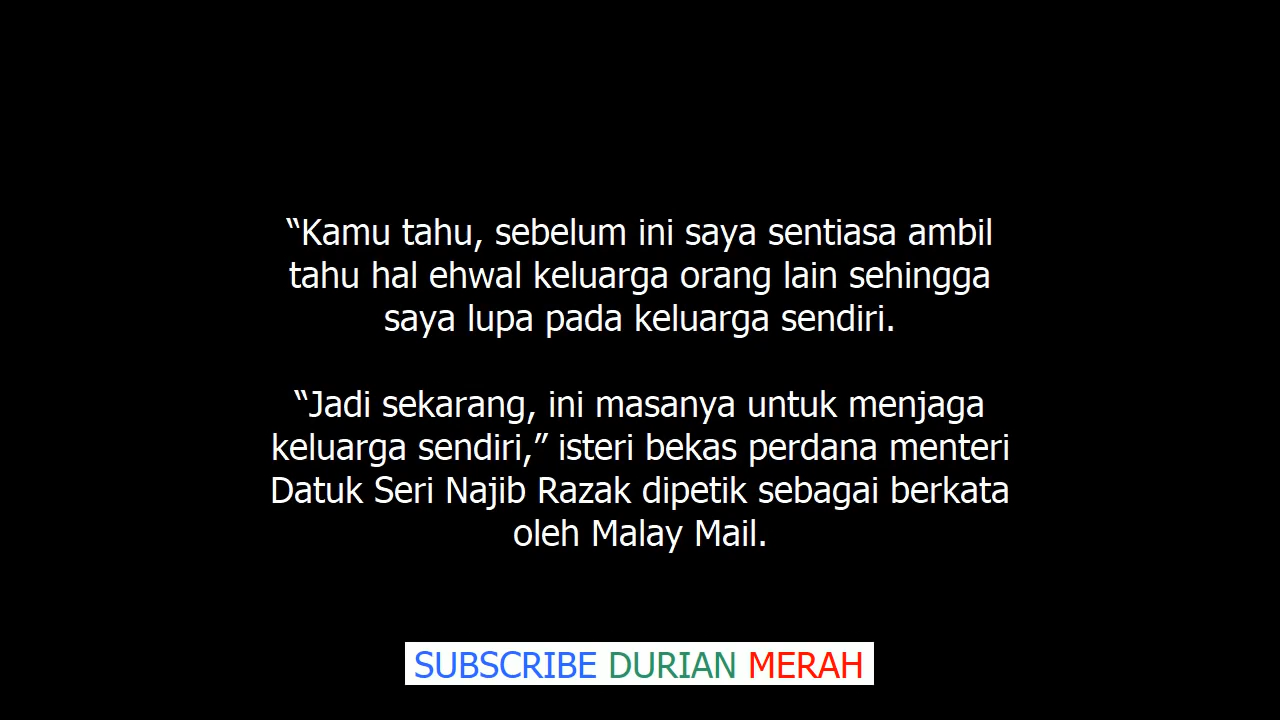 “Kamu tahu, sebelum ini saya sentiasa ambil
tahu hal ehwal keluarga orang lain sehingga
saya lupa pada keluarga sendiri.
“Jadi sekarang, ini masanya untuk menjaga
keluarga sendiri,” isteri bekas perdana menteri
Datuk Seri Najib Razak dipetik sebagai berkata
oleh Malay Mail.
SUBSCRIBE DURIAN MERAH